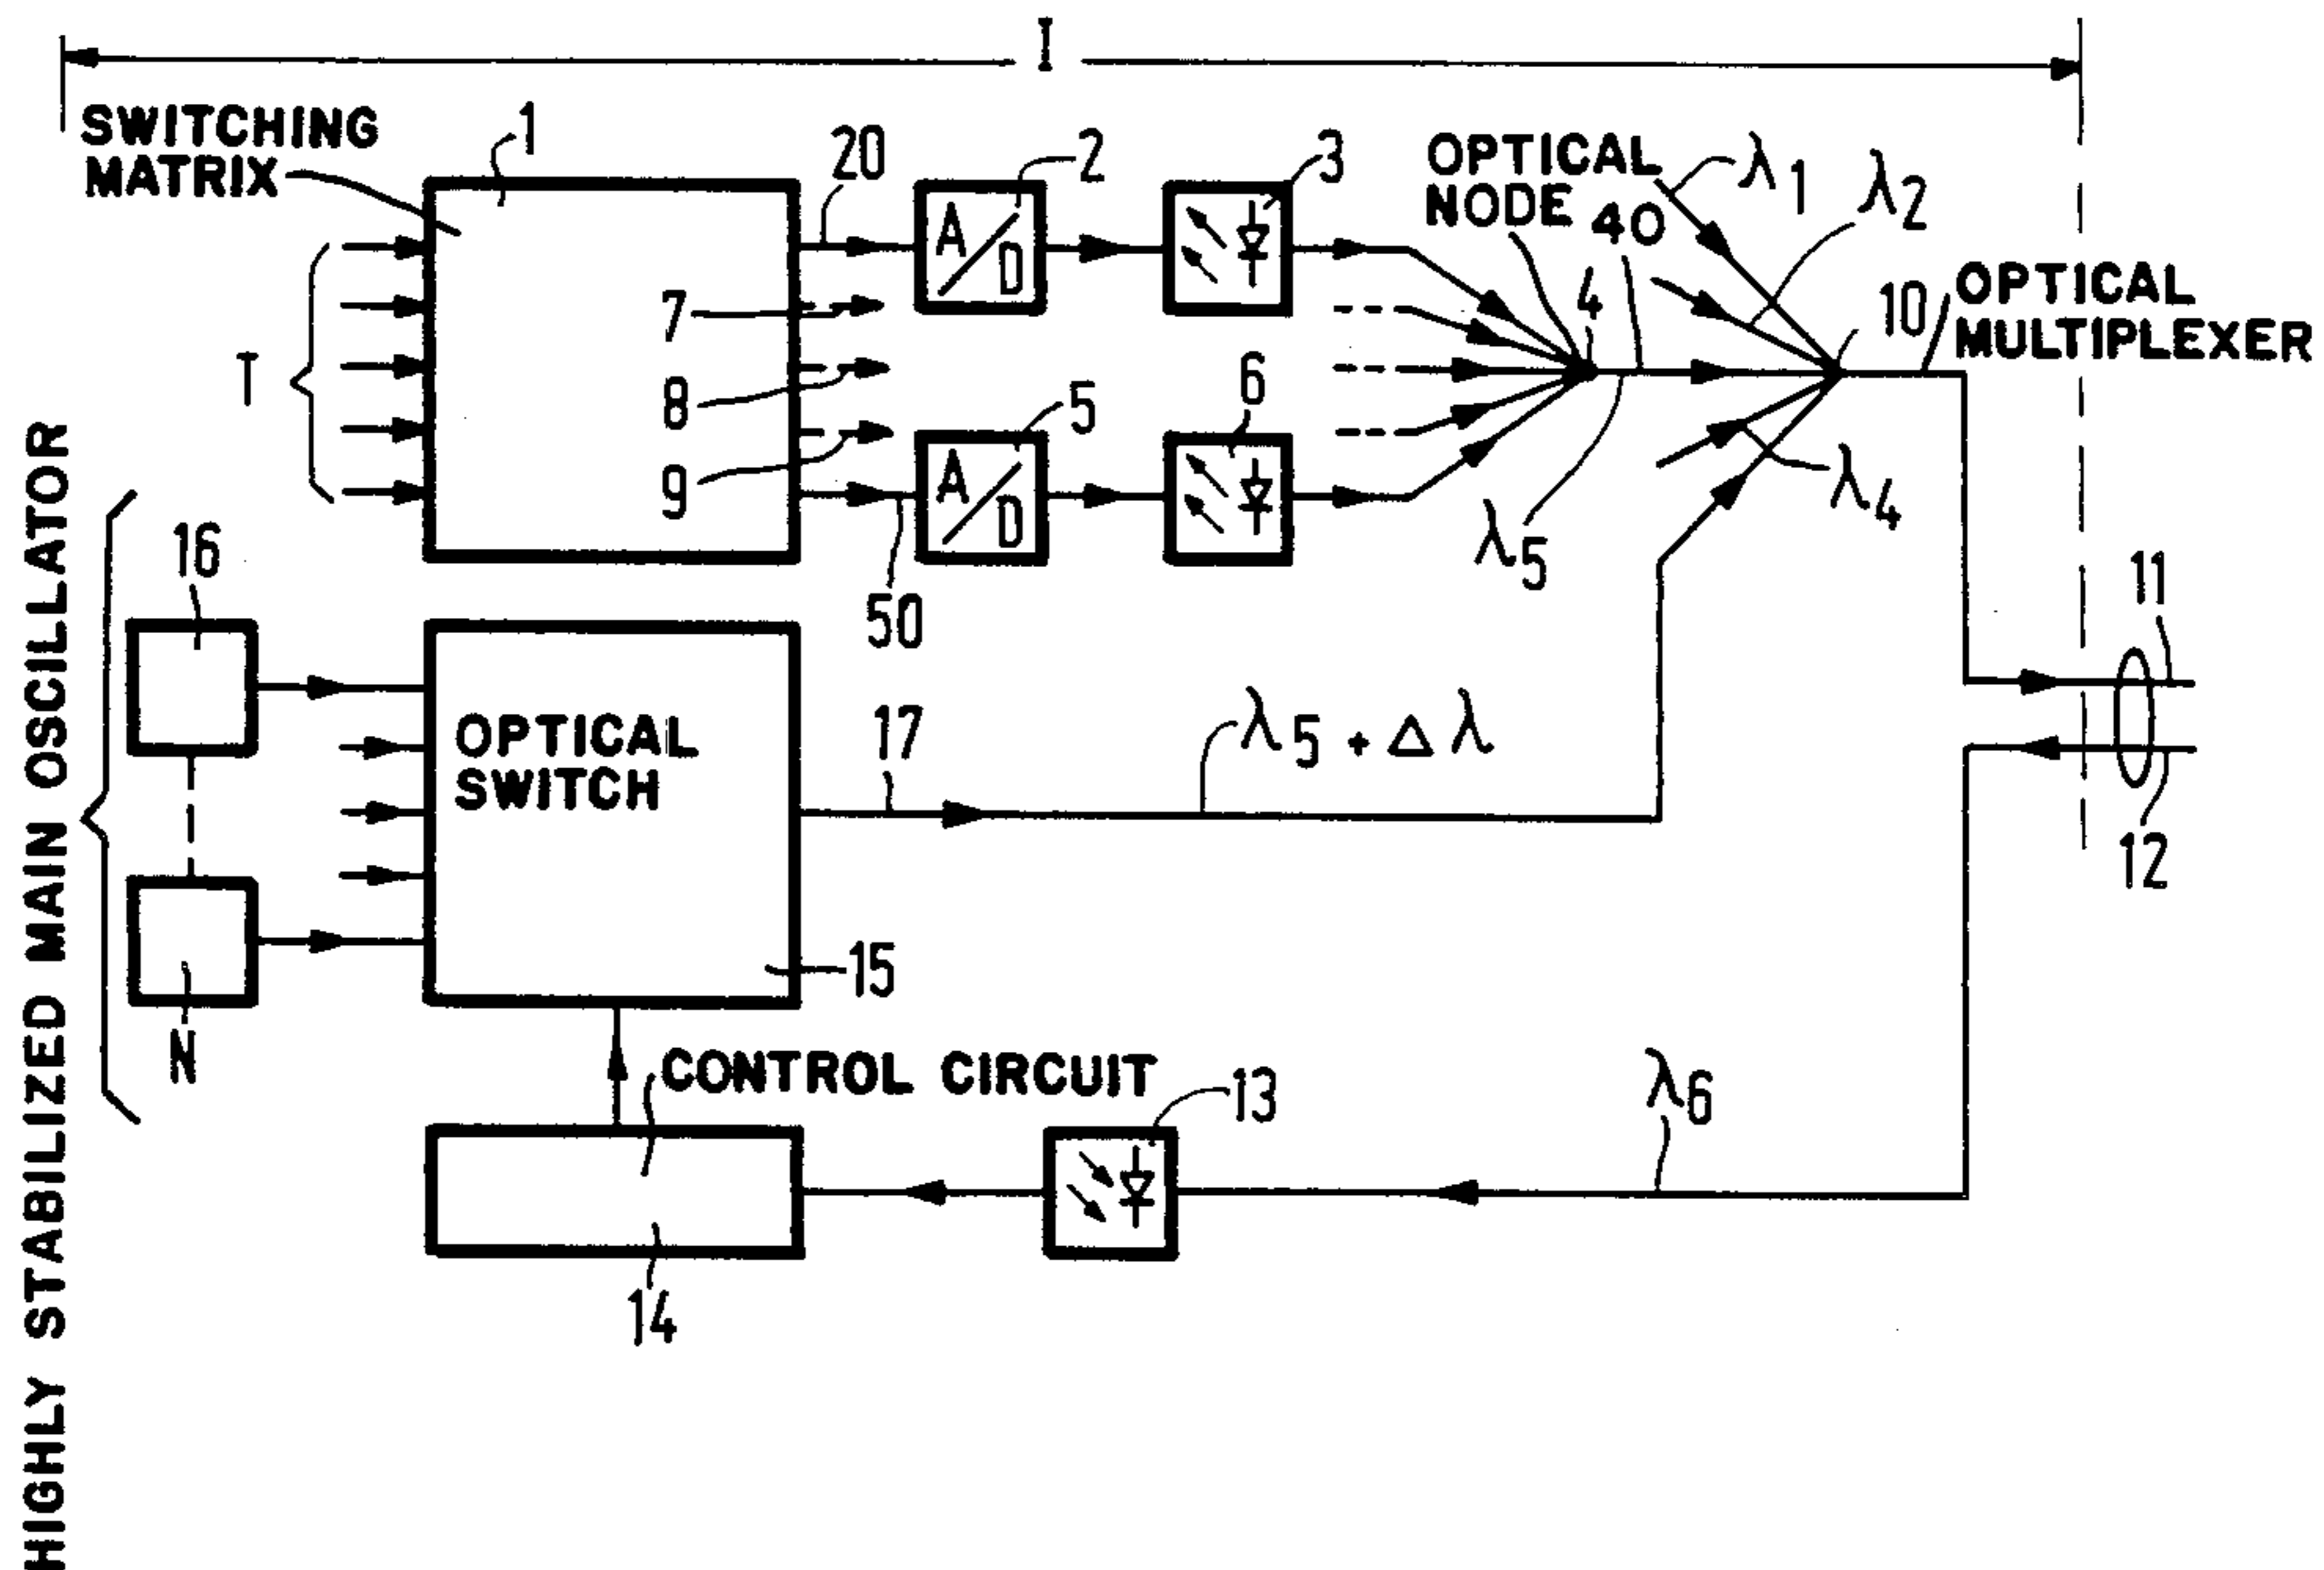 I
SWITCHING
MATRIX
1
20
2
3
OPTICAL
NODE
40
λ1
λ2
A/D
4
10
OPTICAL
MULTIPLEXER
T
7
8
9
5
6
A/D
λ4
λ5
50
11
12
HIGHLY STABILIZED MAIN OSCILLATOR
16
OPTICAL
SWITCH
17
λ5 + Δλ
15
N
CONTROL CIRCUIT
13
λ6
14